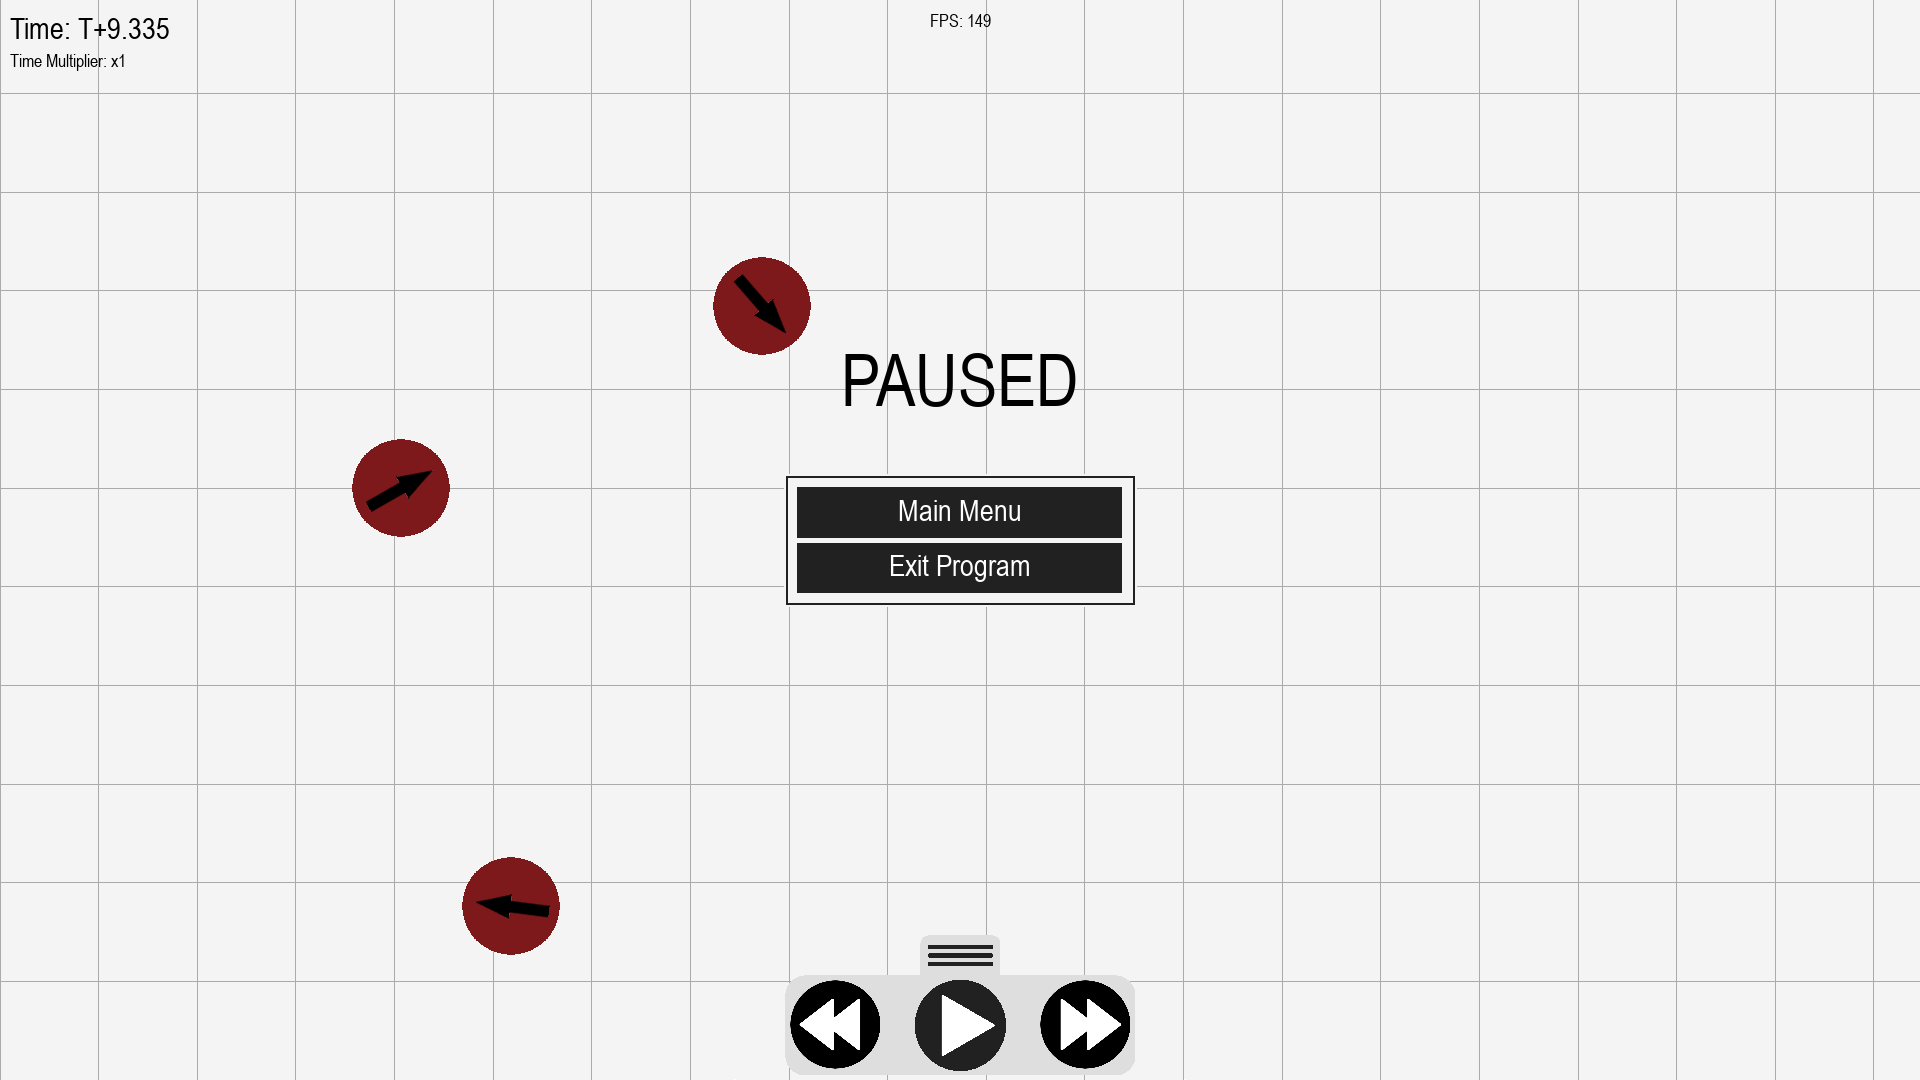 Time: T+9.335
FPS: 149
Time Multiplier: x1
PAUSED
Main Menu
Exit Program